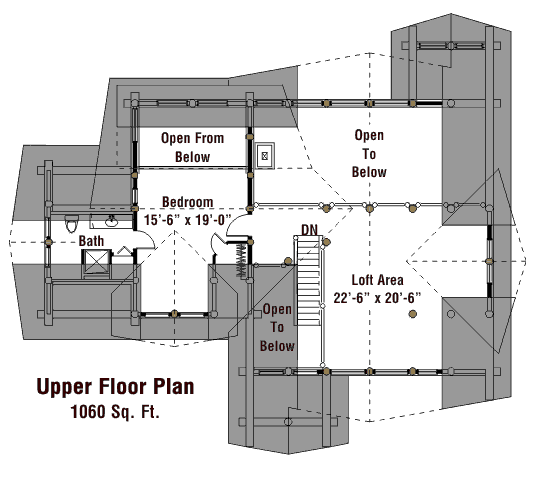 Open From
Below
Open
To
Below
Bedroom
15'-6" x 19'-0"
Bath
DN
Loft Area
22'-6" x 20'-6"
Open
To
Below
Upper Floor Plan
1060 Sq. Ft.